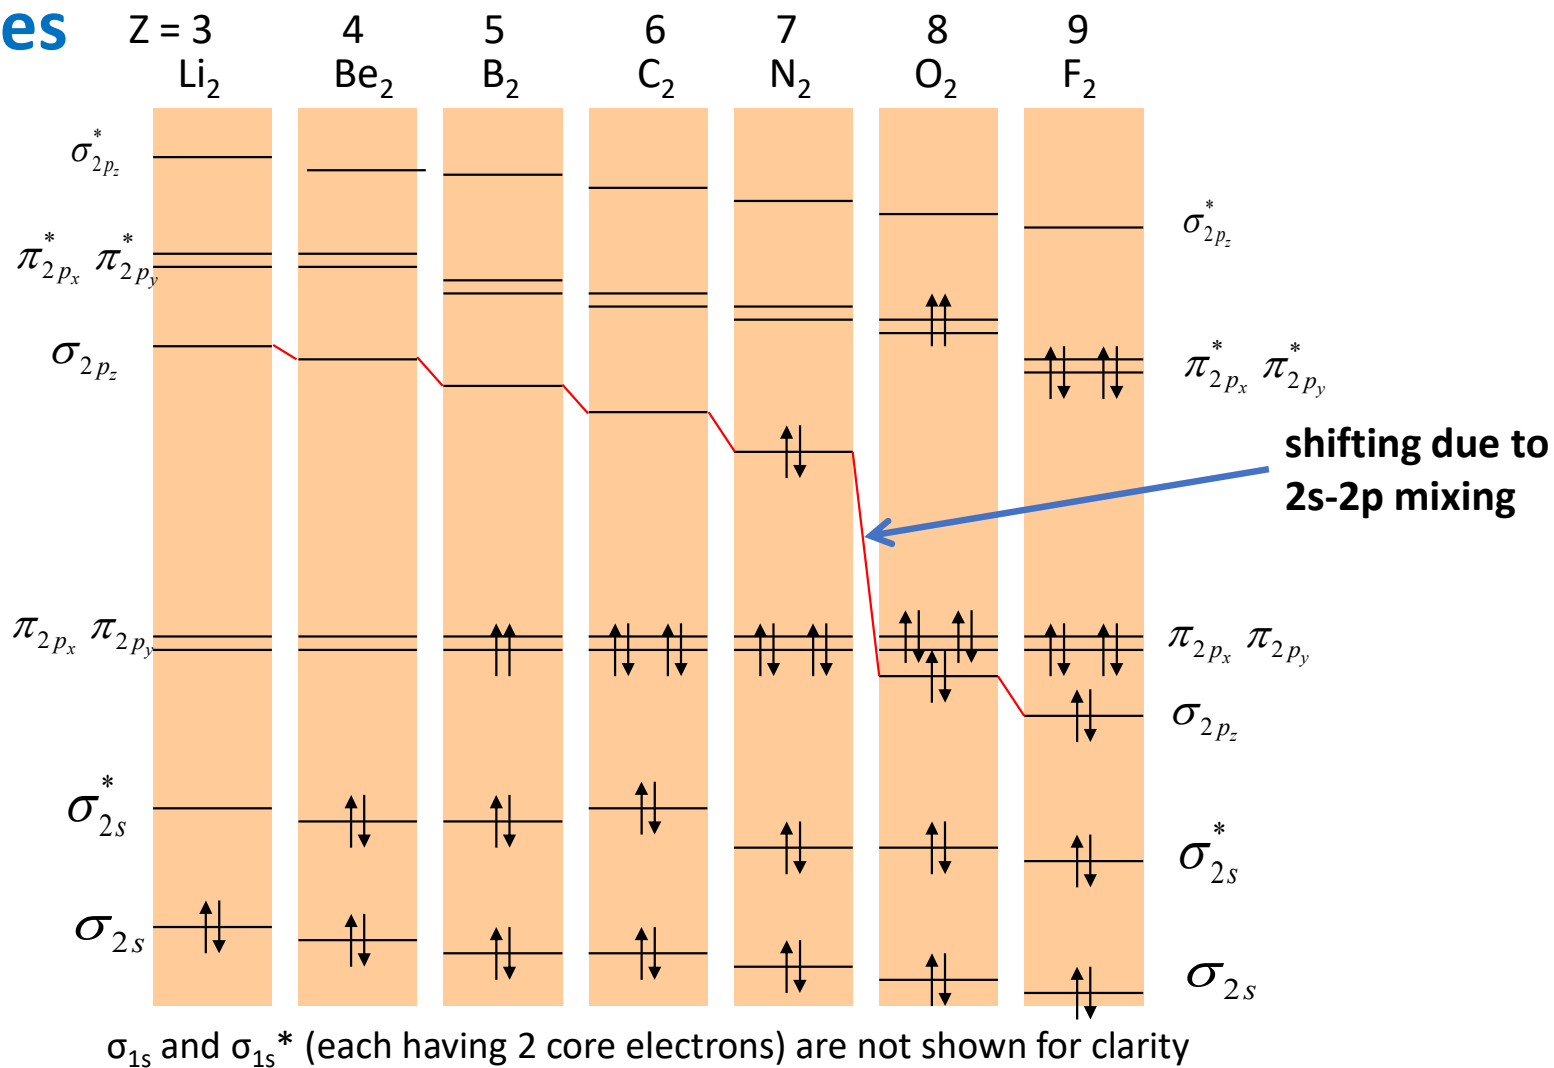 es
Z = 3 4 5 6 7 8 9
Li₂ Be₂ B₂ C₂ N₂ O₂ F₂
σ*2pz
σ*2pz
π*2px π*2py
σ2pz
π*2px π*2py
shifting due to
2s-2p mixing
π2px π2py
π2px π2py
σ2pz
σ*2s
σ*2s
σ2s
σ2s
σ1s and σ1s* (each having 2 core electrons) are not shown for clarity